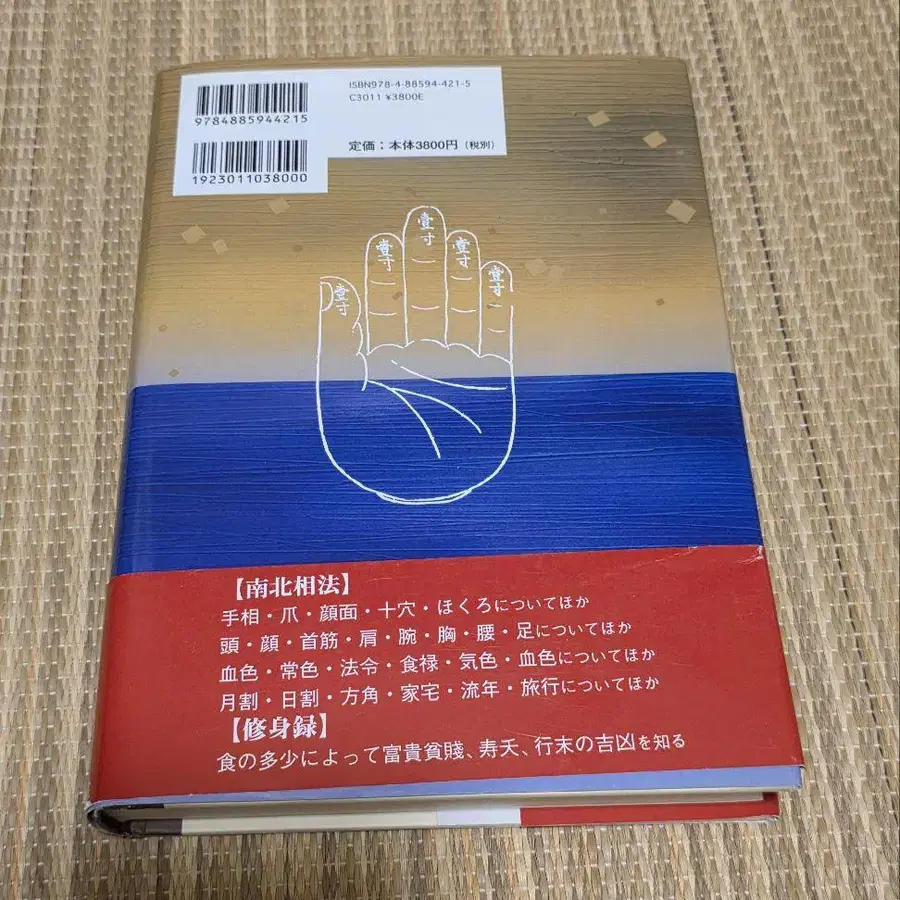 ISBN978-4-88594-421-5
C3011 ¥3800E
9784885944215
定価:本体3800円(税別)
1923011038000
壹寸
壹寸
壹寸
壹寸
壹寸
【南北相法】
手相・爪・顔面・十穴・ほくろについてほか
頭・顔・首筋・肩・腕・胸・腰・足についてほか
血色・常色・法令・食禄・気色・血色についてほか
月割・日割・方角・家宅・流年・旅行についてほか
【修身録】
食の多少によって富貴貧賤、寿夭、行末の吉凶を知る